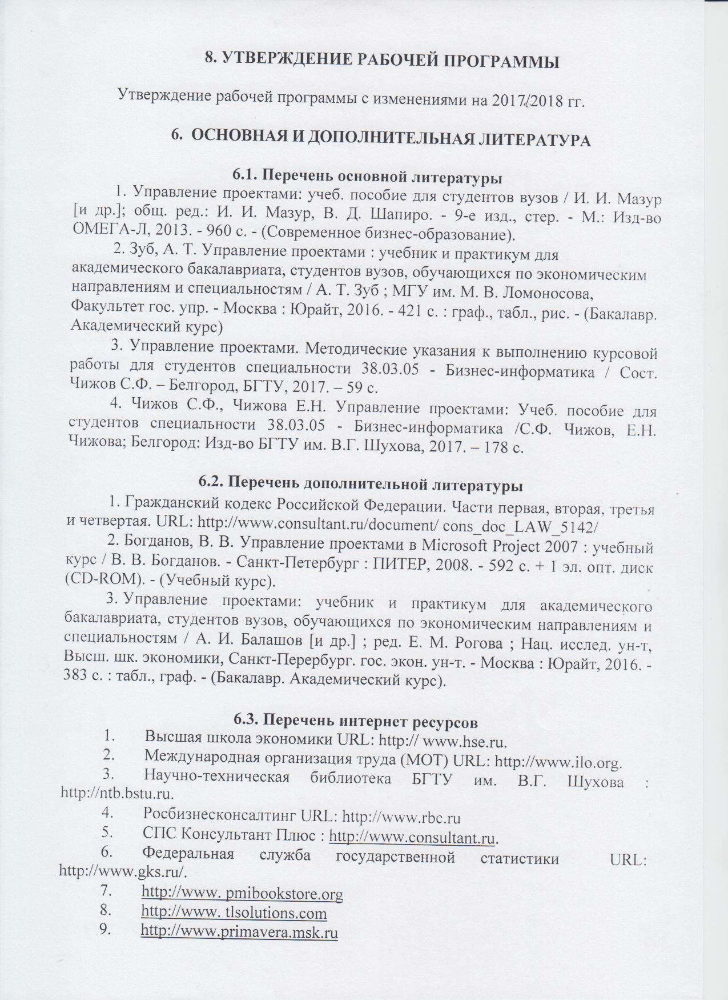 8. УТВЕРЖДЕНИЕ РАБОЧЕЙ ПРОГРАММЫ
Утверждение рабочей программы с изменениями на 2017/2018 гг.
6. ОСНОВНАЯ И ДОПОЛНИТЕЛЬНАЯ ЛИТЕРАТУРА
6.1. Перечень основной литературы
1. Управление проектами: учеб. пособие для студентов вузов / И. И. Мазур
[и др.]; общ. ред.: И. И. Мазур, В. Д. Шапиро. - 9-е изд., стер. - М.: Изд-во
ОМЕГА-Л, 2013. - 960 с. - (Современное бизнес-образование).
2. Зуб, А. Т. Управление проектами : учебник и практикум для
академического бакалавриата, студентов вузов, обучающихся по экономическим
направлениям и специальностям / А. Т. Зуб ; МГУ им. М. В. Ломоносова,
Факультет гос. упр. - Москва : Юрайт, 2016. - 421 с. : граф., табл., рис. - (Бакалавр.
Академический курс)
3. Управление проектами. Методические указания к выполнению курсовой
работы для студентов специальности 38.03.05 - Бизнес-информатика / Сост.
Чижов С.Ф. – Белгород, БГТУ, 2017. – 59 с.
4. Чижов С.Ф., Чижова Е.Н. Управление проектами: Учеб. пособие для
студентов специальности 38.03.05 - Бизнес-информатика /С.Ф. Чижов, Е.Н.
Чижова; Белгород: Изд-во БГТУ им. В.Г. Шухова, 2017. – 178 с.
6.2. Перечень дополнительной литературы
1. Гражданский кодекс Российской Федерации. Части первая, вторая, третья
и четвертая. URL: http://www.consultant.ru/document/ cons_doc_LAW_5142/
2. Богданов, В. В. Управление проектами в Microsoft Project 2007 : учебный
курс / В. В. Богданов. - Санкт-Петербург : ПИТЕР, 2008. - 592 с. + 1 эл. опт. диск
(CD-ROM). - (Учебный курс).
3. Управление проектами: учебник и практикум для академического
бакалавриата, студентов вузов, обучающихся по экономическим направлениям и
специальностям / А. И. Балашов [и др.] ; ред. Е. М. Рогова ; Нац. исслед. ун-т,
Высш. шк. экономики, Санкт-Перербург. гос. экон. ун-т. - Москва : Юрайт, 2016. -
383 с. : табл., граф. - (Бакалавр. Академический курс).
6.3. Перечень интернет ресурсов
1. Высшая школа экономики URL: http:// www.hse.ru.
2. Международная организация труда (МОТ) URL: http://www.ilo.org.
3. Научно-техническая библиотека БГТУ им. В.Г. Шухова :
http://ntb.bstu.ru.
4. Росбизнесконсалтинг URL: http://www.rbc.ru
5. СПС Консультант Плюс : http://www.consultant.ru.
6. Федеральная служба государственной статистики URL:
http://www.gks.ru/.
7. http://www. pmibookstore.org
8. http://www. tlsolutions.com
9. http://www.primavera.msk.ru